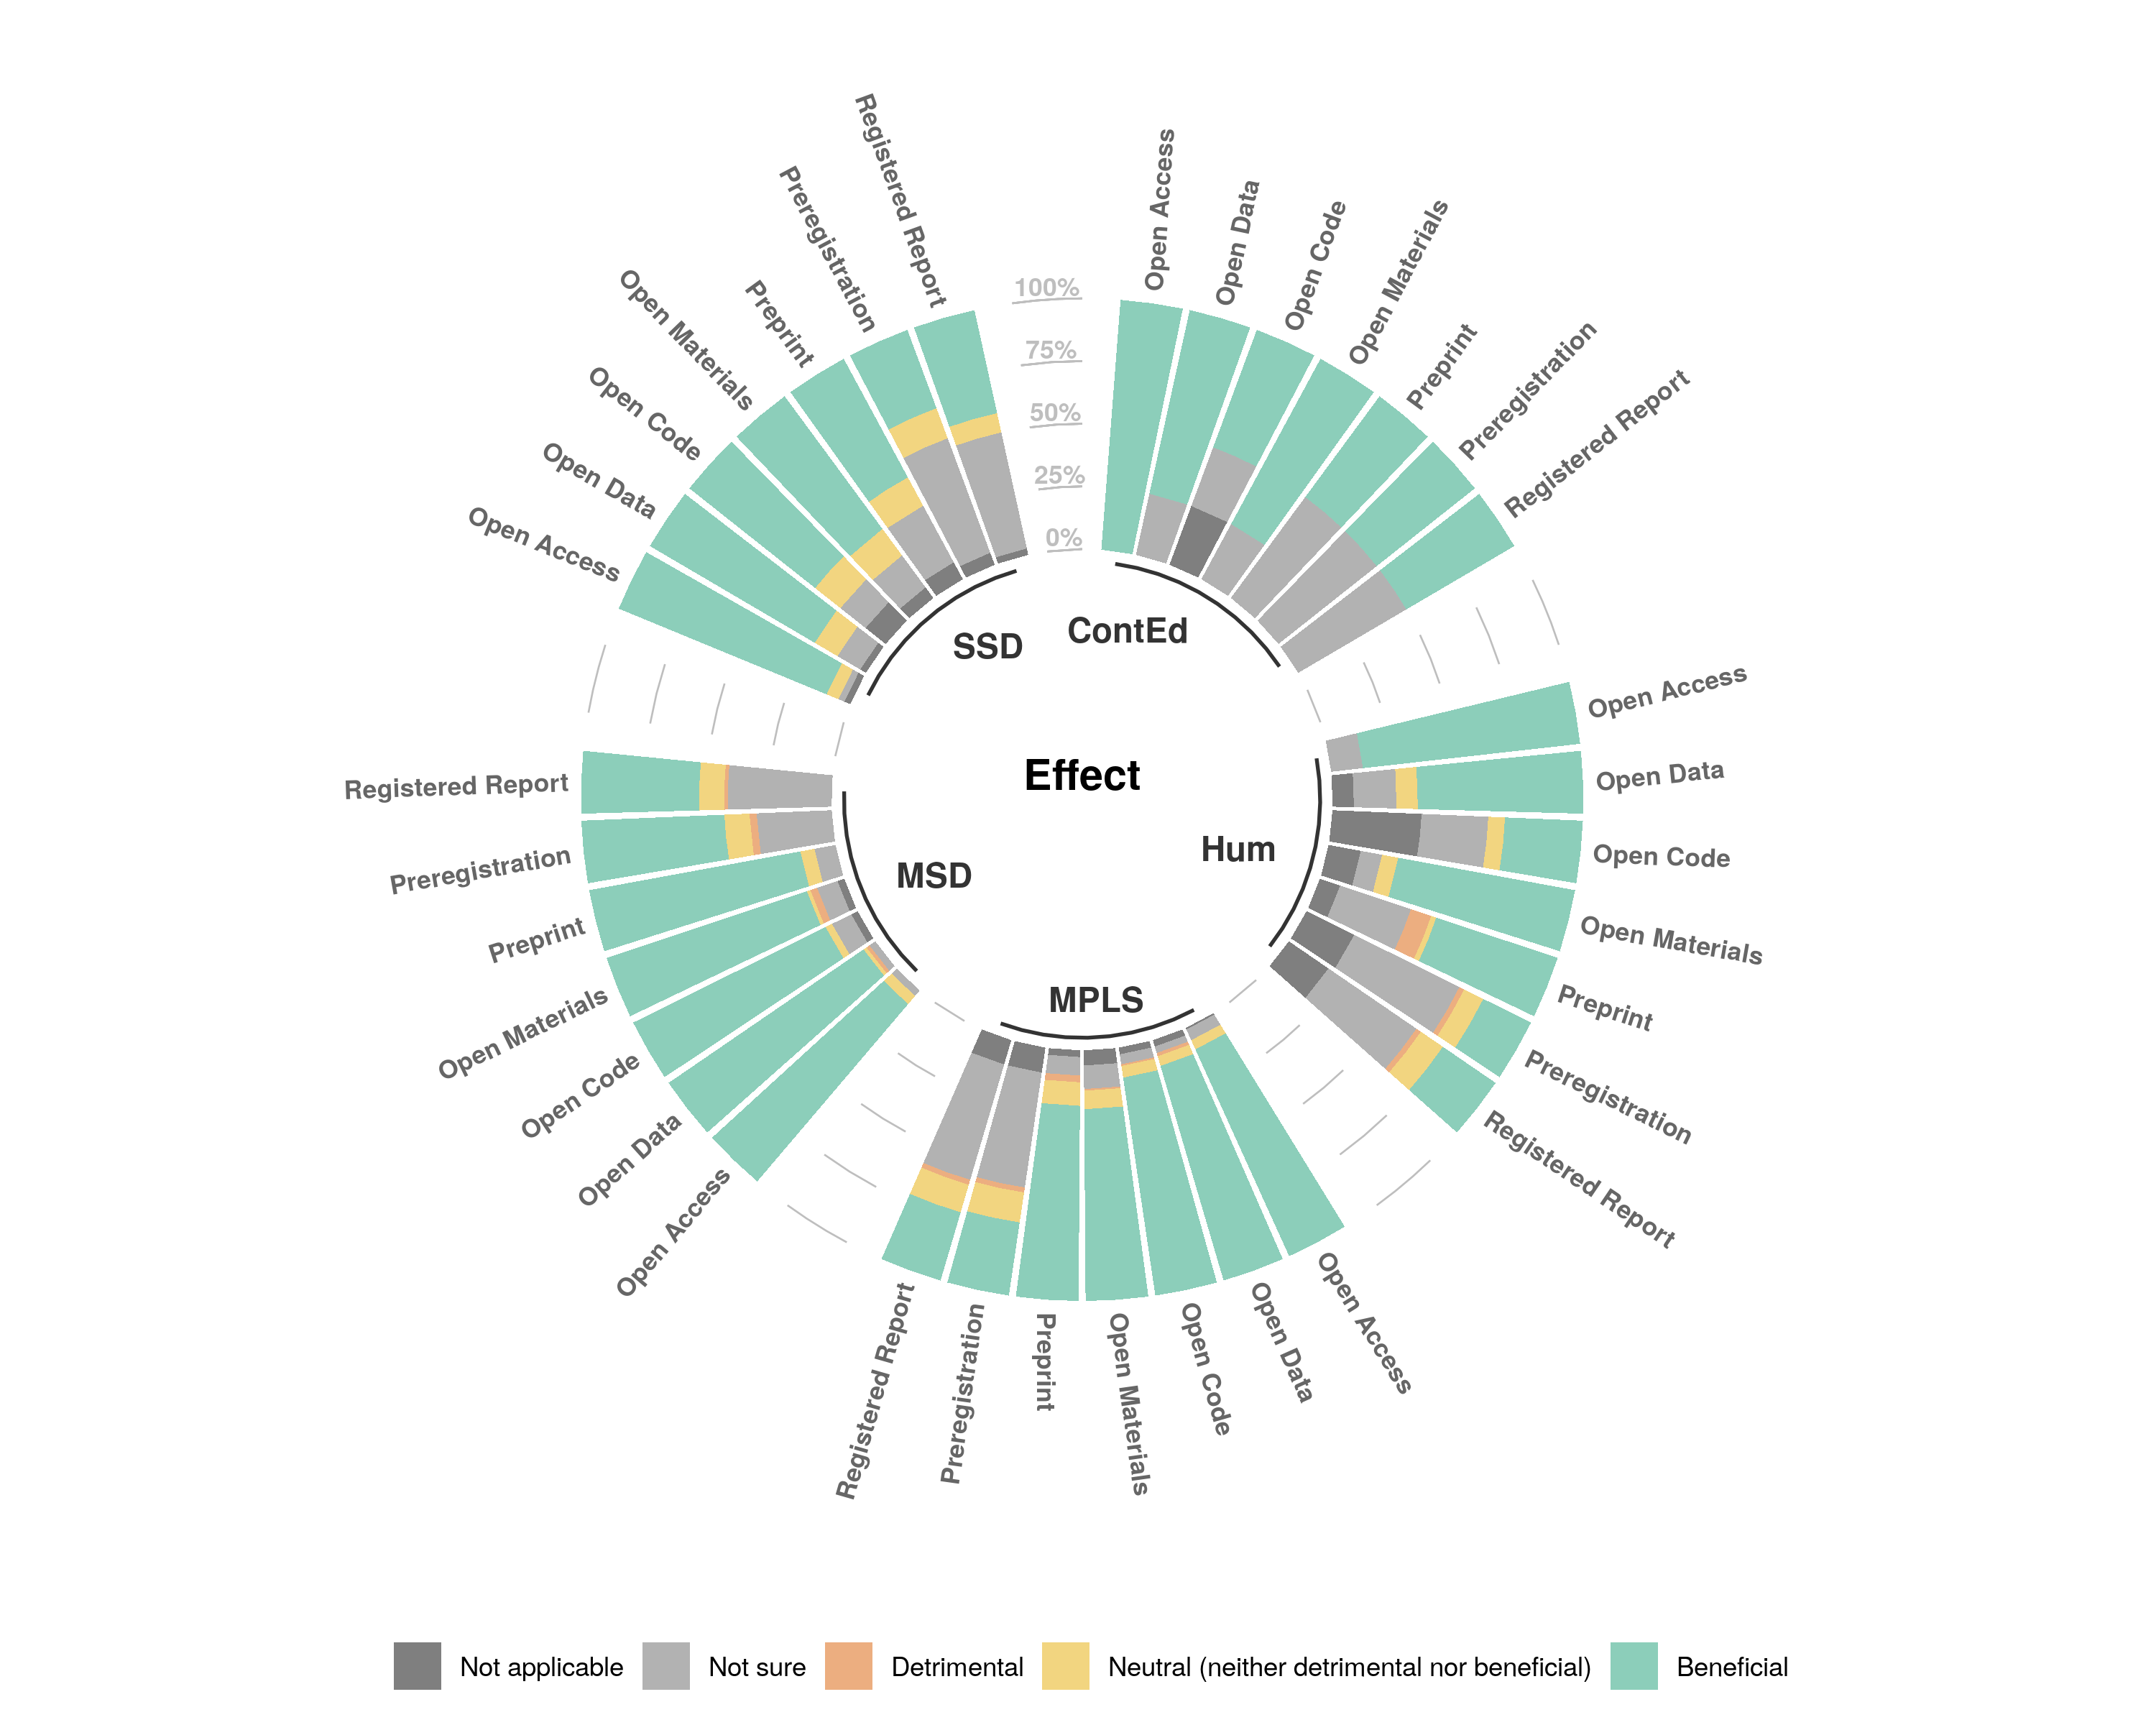 100%
75%
50%
25%
0%
Open Access
Open Data
Open Code
Open Materials
Preprint
Preregistration
Registered Report
ContEd
Open Access
Open Data
Open Code
Open Materials
Preprint
Preregistration
Registered Report
Hum
Open Access
Open Data
Open Code
Open Materials
Preprint
Preregistration
Registered Report
MPLS
Open Access
Open Data
Open Code
Open Materials
Preprint
Preregistration
Registered Report
MSD
Open Access
Open Data
Open Code
Open Materials
Preprint
Preregistration
Registered Report
SSD
Effect
Not applicable
Not sure
Detrimental
Neutral (neither detrimental nor beneficial)
Beneficial